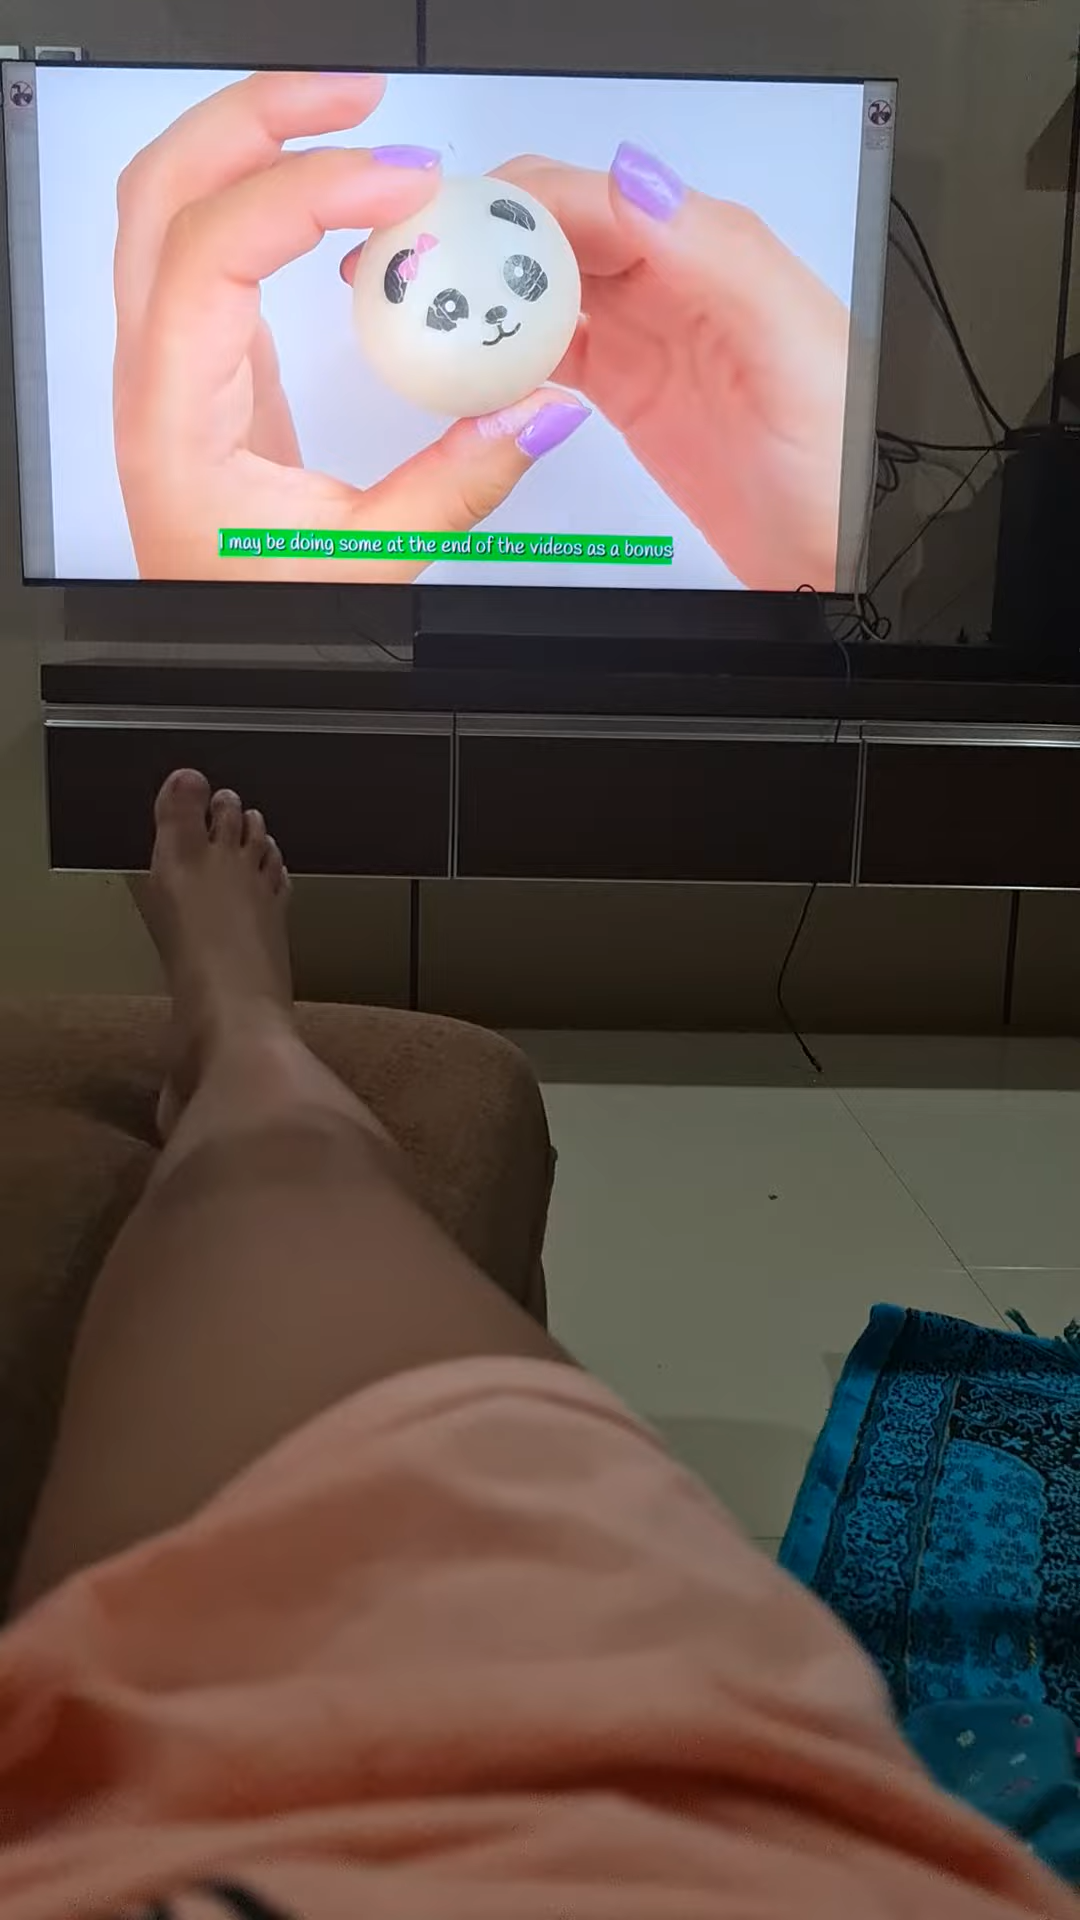 I may be doing some at the end of the videos as a bonus